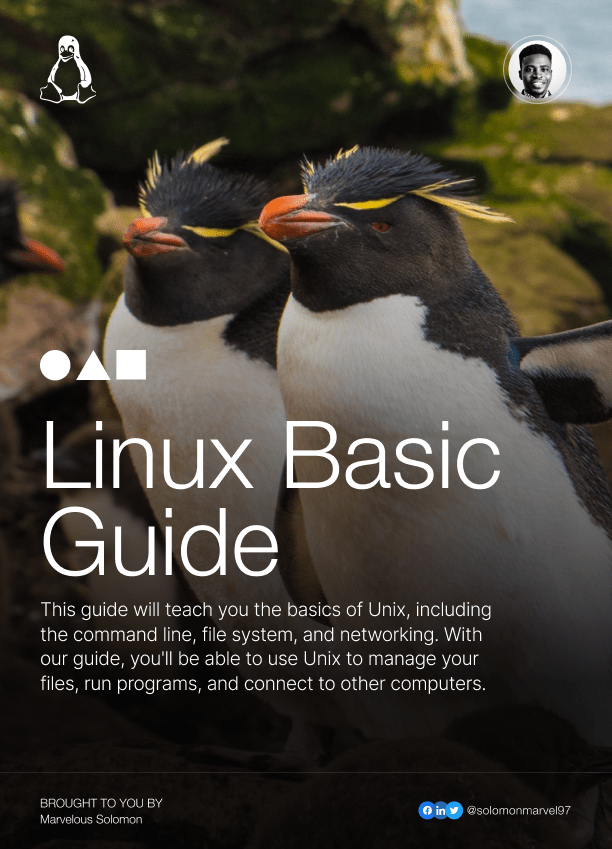 Linux Basic
Guide
This guide will teach you the basics of Unix, including
the command line, file system, and networking. With
our guide, you'll be able to use Unix to manage your
files, run programs, and connect to other computers.
BROUGHT TO YOU BY
Marvelous Solomon
@solomonmarvel97